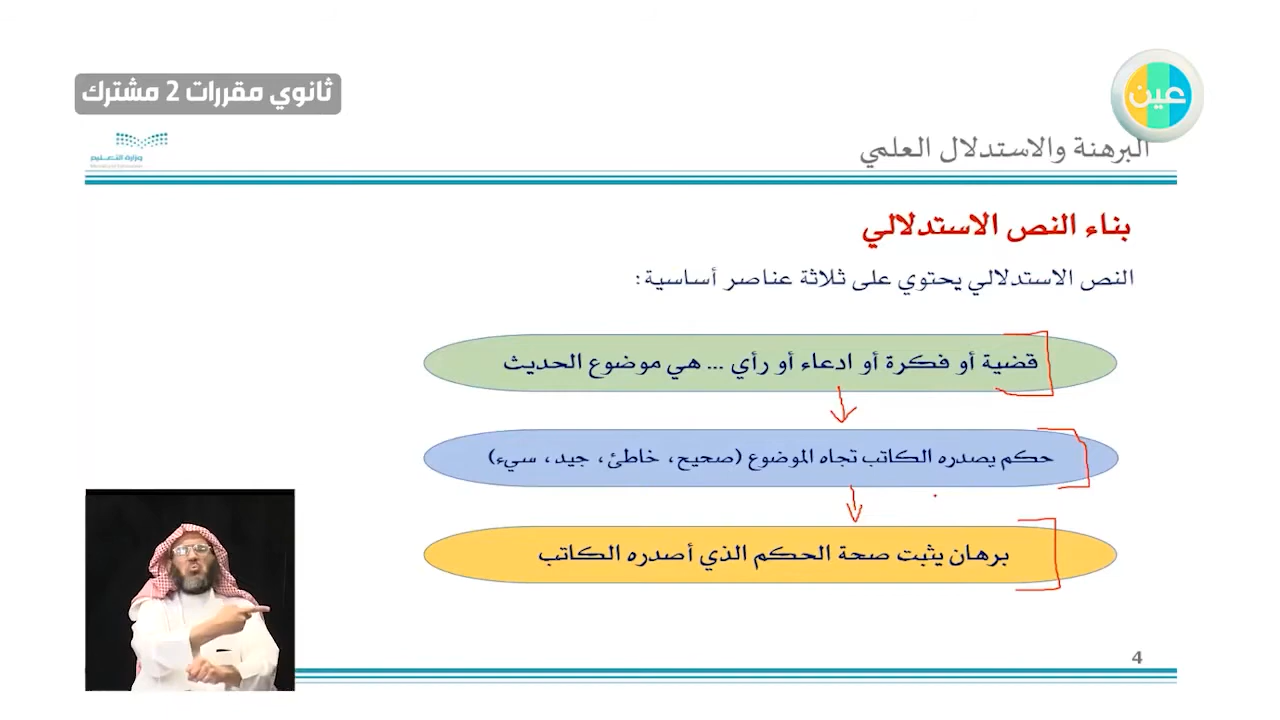 ثانوي مقررات 2 مشترك
عين
وزارة التعليم
البرهنة والاستدلال العلمي
بناء النص الاستدلالي
النص الاستدلالي يحتوي على ثلاثة عناصر أساسية:
قضية أو فكرة أو ادعاء أو رأي ... هي موضوع الحديث
حكم يصدره الكاتب تجاه الموضوع (صحيح، خاطئ، جيد، سيء)
برهان يثبت صحة الحكم الذي أصدره الكاتب
4